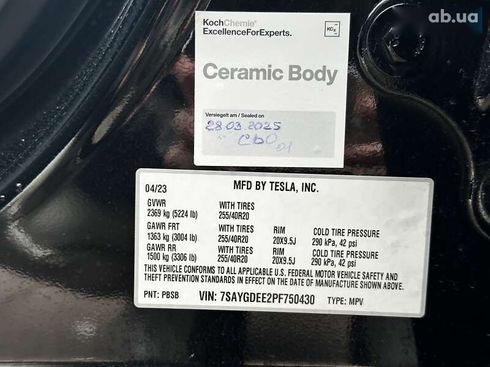 ab.ua
KochChemie®
ExcellenceForExperts.
Ceramic Body
Versiegelt am / Sealed on
28.03.2025
04/23
MFD BY TESLA, INC.
GVWR WITH TIRES
2369 kg (5224 lb) 255/40R20
GAWR FRT WITH TIRES RIM COLD TIRE PRESSURE
1363 kg (3004 lb) 255/40R20 20X9.5J 290 kPa, 42 psi
GAWR RR WITH TIRES RIM COLD TIRE PRESSURE
1500 kg (3306 lb) 255/40R20 20X9.5J 290 kPa, 42 psi
THIS VEHICLE CONFORMS TO ALL APPLICABLE U.S. FEDERAL MOTOR VEHICLE SAFETY AND
THEFT PREVENTION STANDARDS IN EFFECT ON THE DATE OF MANUFACTURE SHOWN ABOVE.
PNT: PBSB VIN: 7SAYGDEE2PF750430 TYPE: MPV